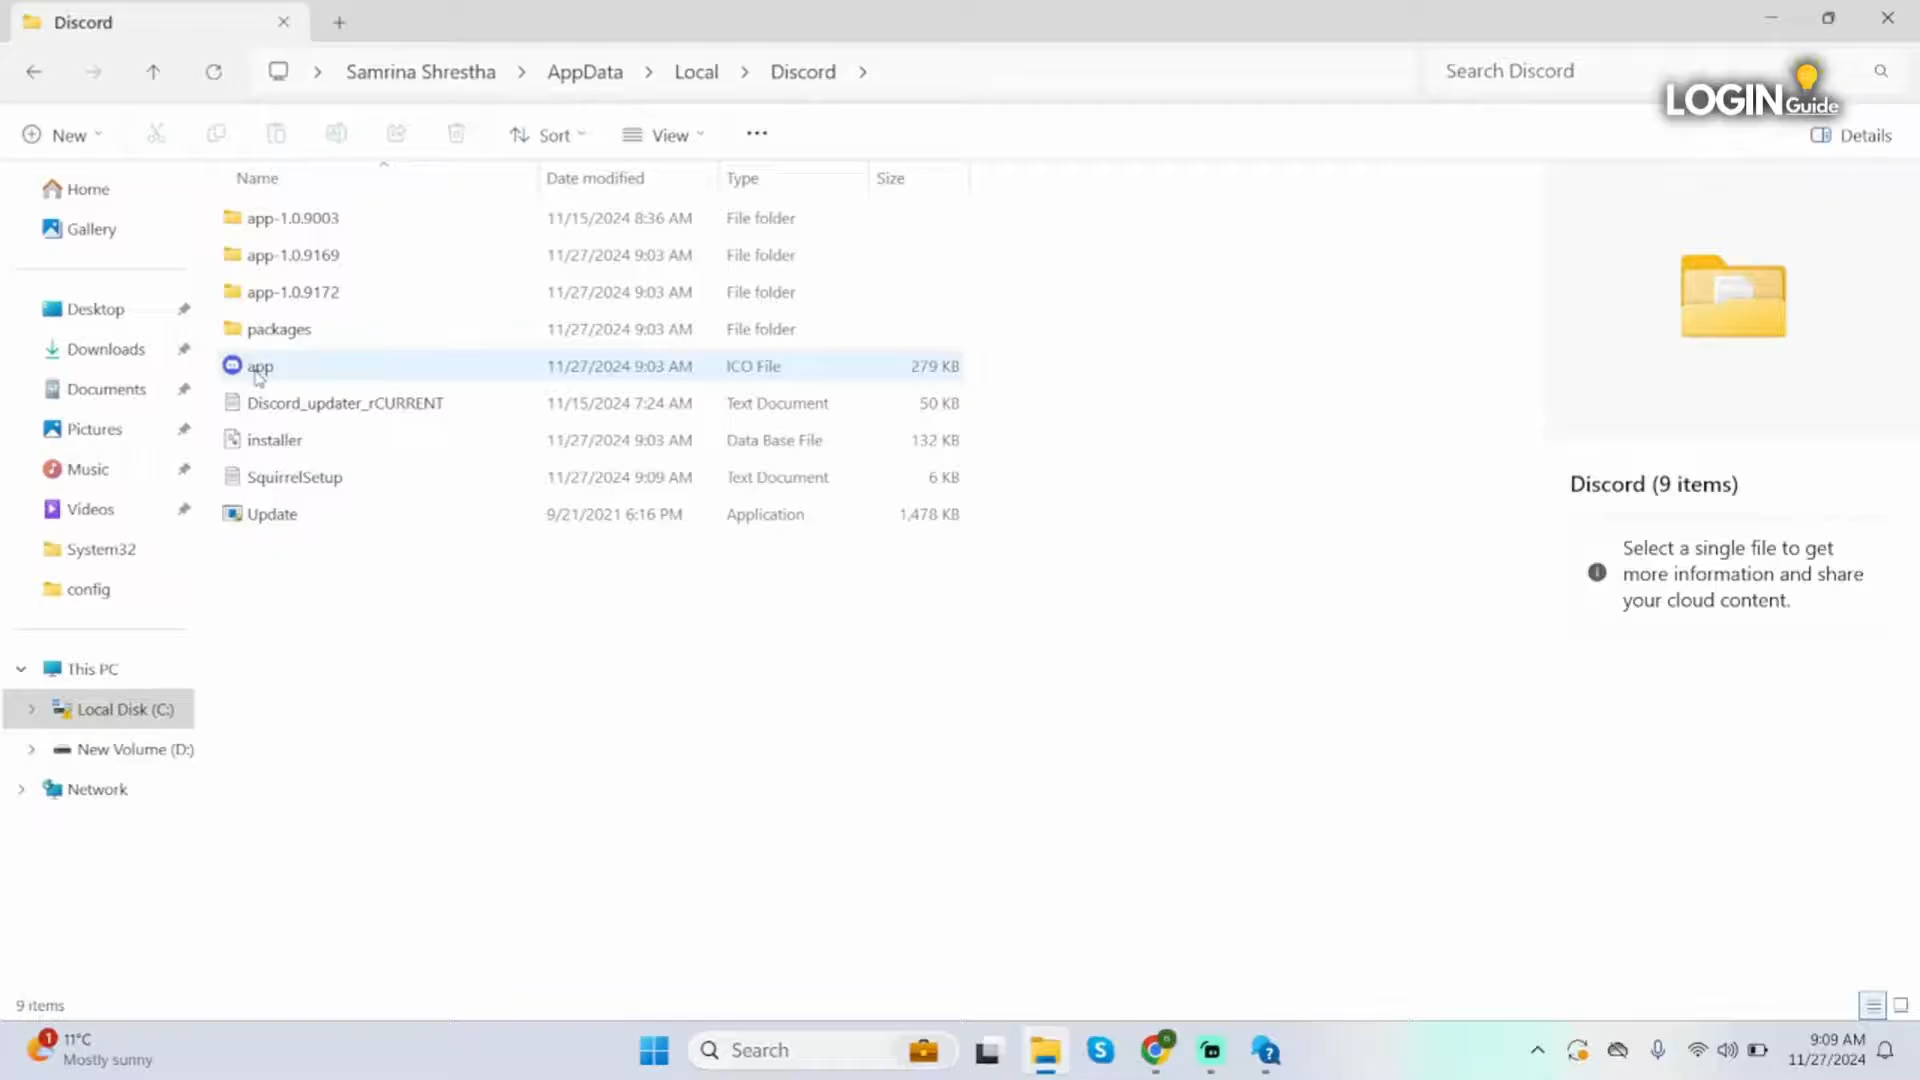 Discord
Samrina Shrestha
AppData
Local
Discord
Search Discord
LOGIN Guide
New
Sort
View
Details
Name Date modified Type Size
Home
Gallery
Desktop
Downloads
Documents
Pictures
Music
Videos
System32
config
This PC
Local Disk (C:)
New Volume (D:)
Network
app-1.0.9003 11/15/2024 8:36 AM File folder
app-1.0.9169 11/27/2024 9:03 AM File folder
app-1.0.9172 11/27/2024 9:03 AM File folder
packages 11/27/2024 9:03 AM File folder
app 11/27/2024 9:03 AM ICO File 279 KB
Discord_updater_rCURRENT 11/15/2024 7:24 AM Text Document 50 KB
installer 11/27/2024 9:03 AM Data Base File 132 KB
SquirrelSetup 11/27/2024 9:09 AM Text Document 6 KB
Update 9/21/2021 6:16 PM Application 1,478 KB
Discord (9 items)
Select a single file to get
more information and share
your cloud content.
9 items
1
11°C
Mostly sunny
Search
9:09 AM
11/27/2024